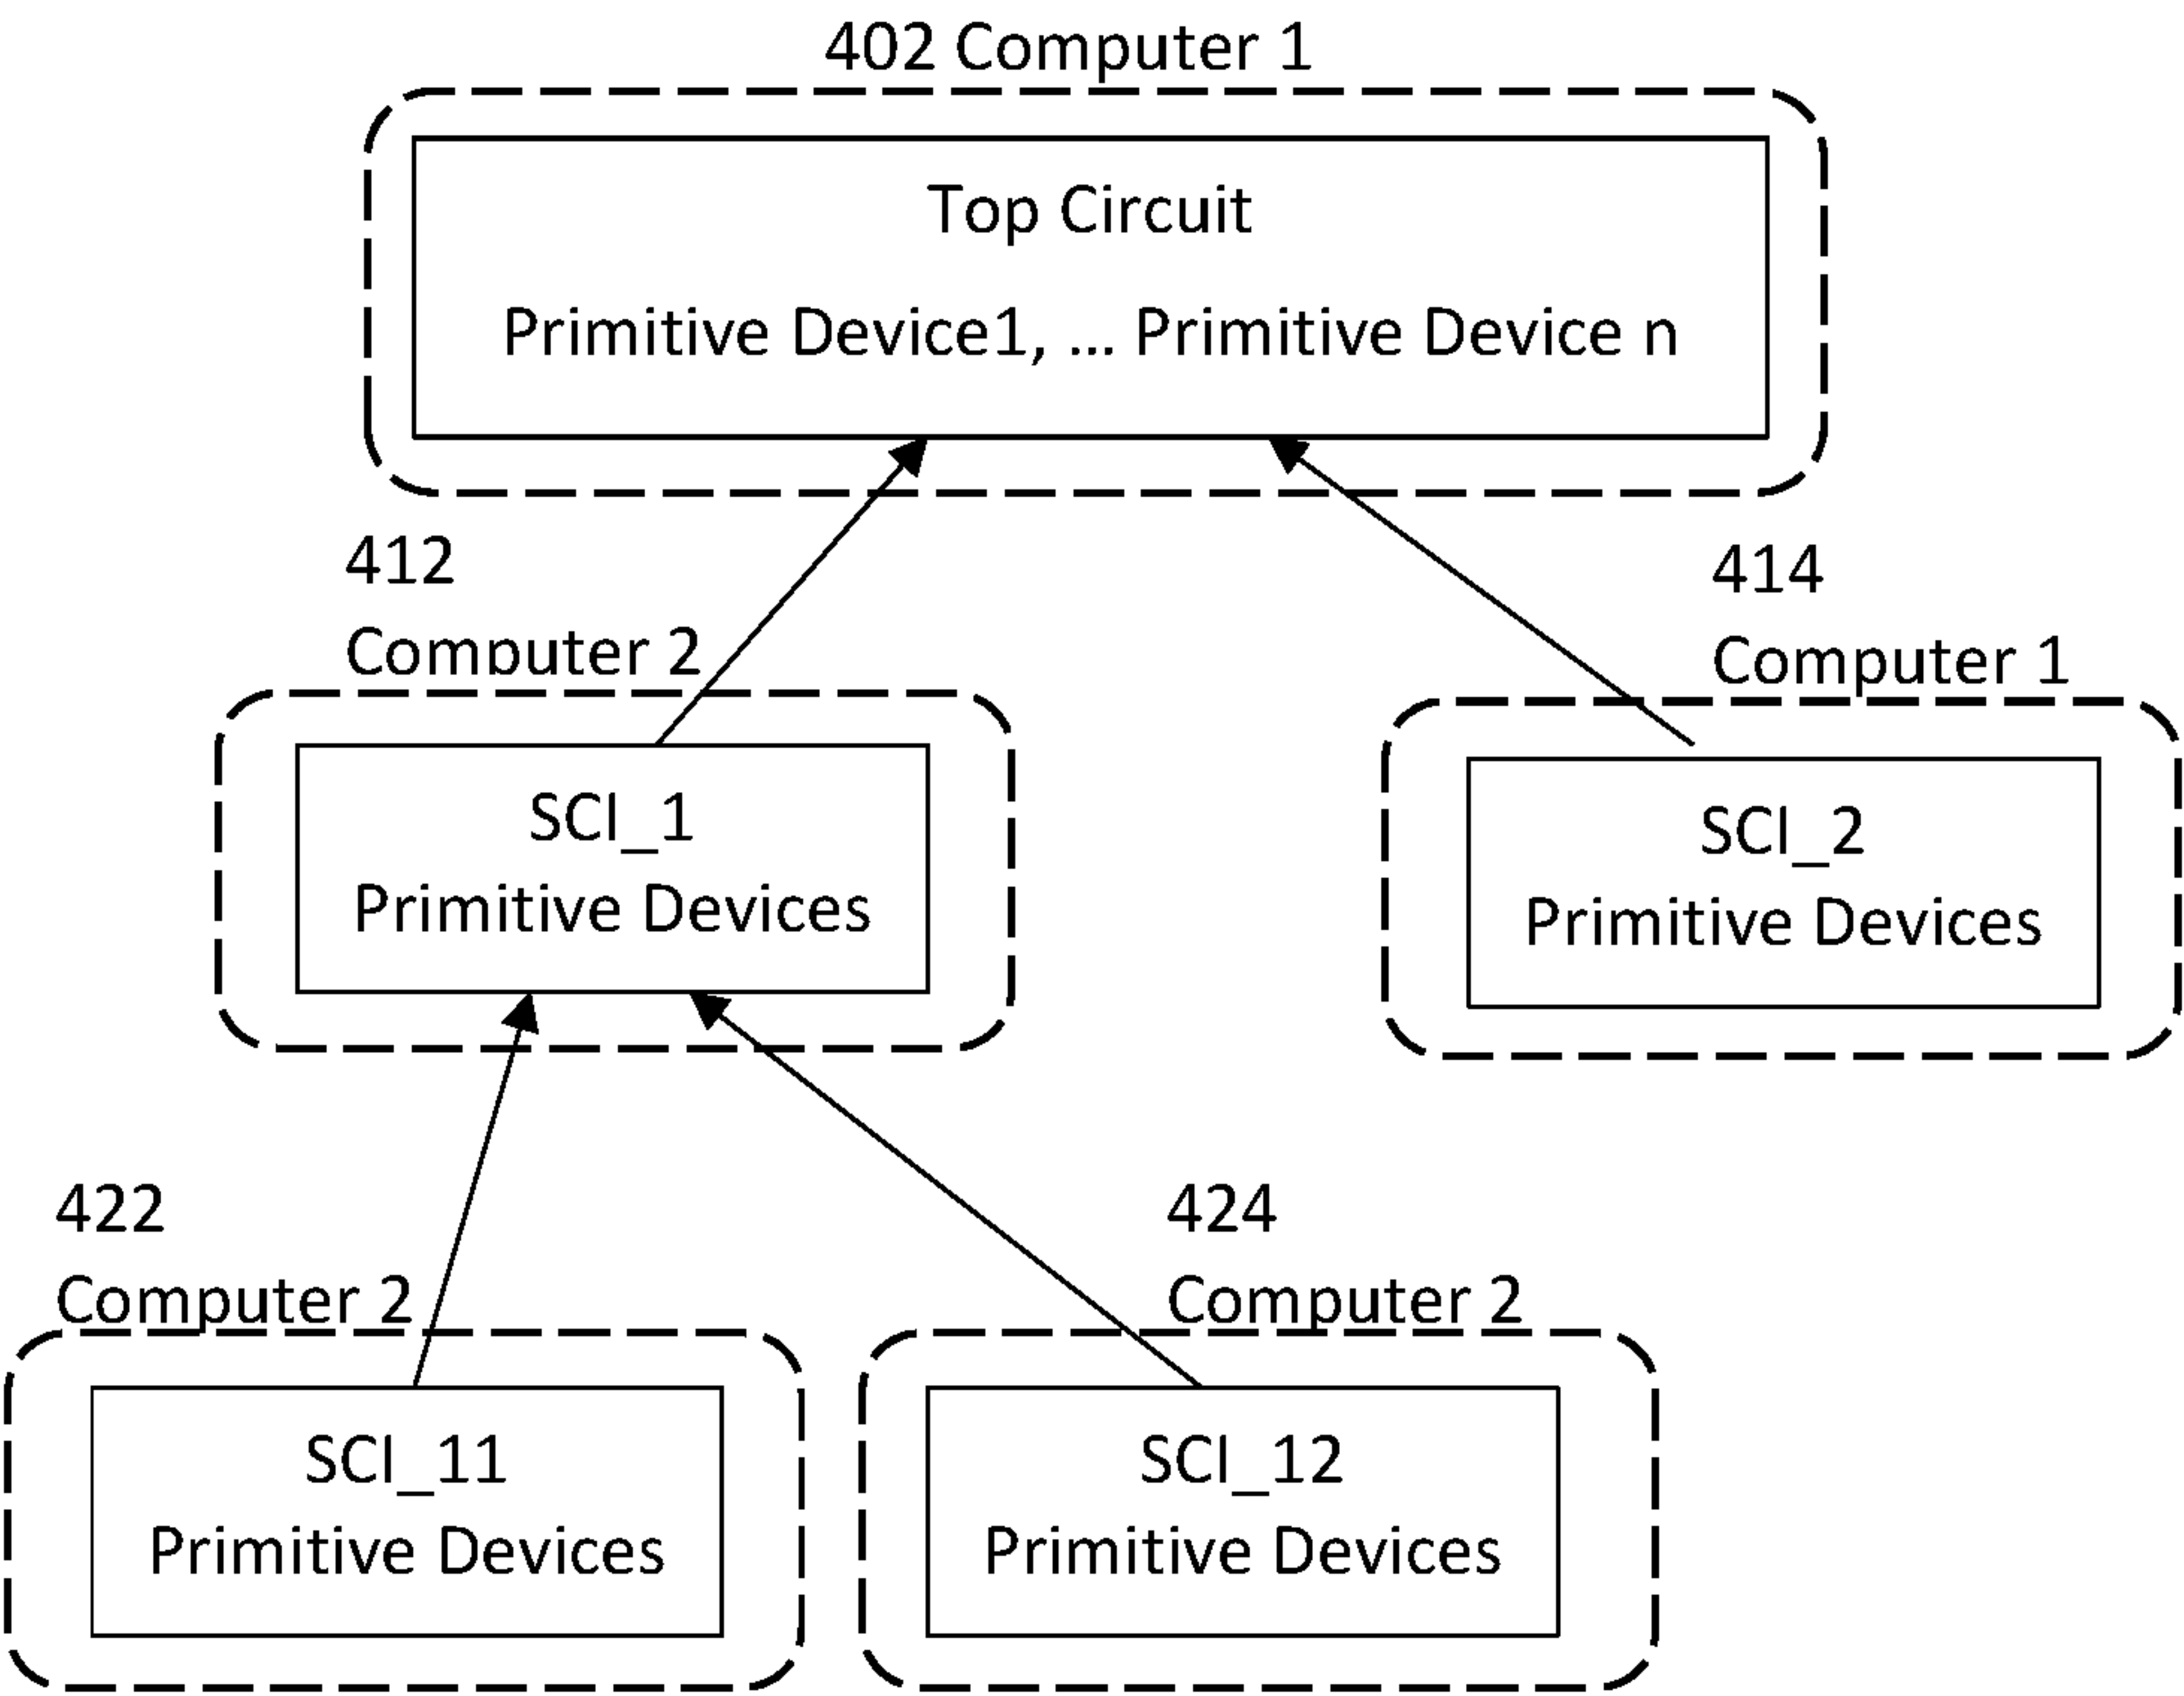 402 Computer 1
Top Circuit
Primitive Device1, ... Primitive Device n
412
Computer 2
414
Computer 1
SCI_1
Primitive Devices
SCI_2
Primitive Devices
422
Computer 2
424
Computer 2
SCI_11
Primitive Devices
SCI_12
Primitive Devices